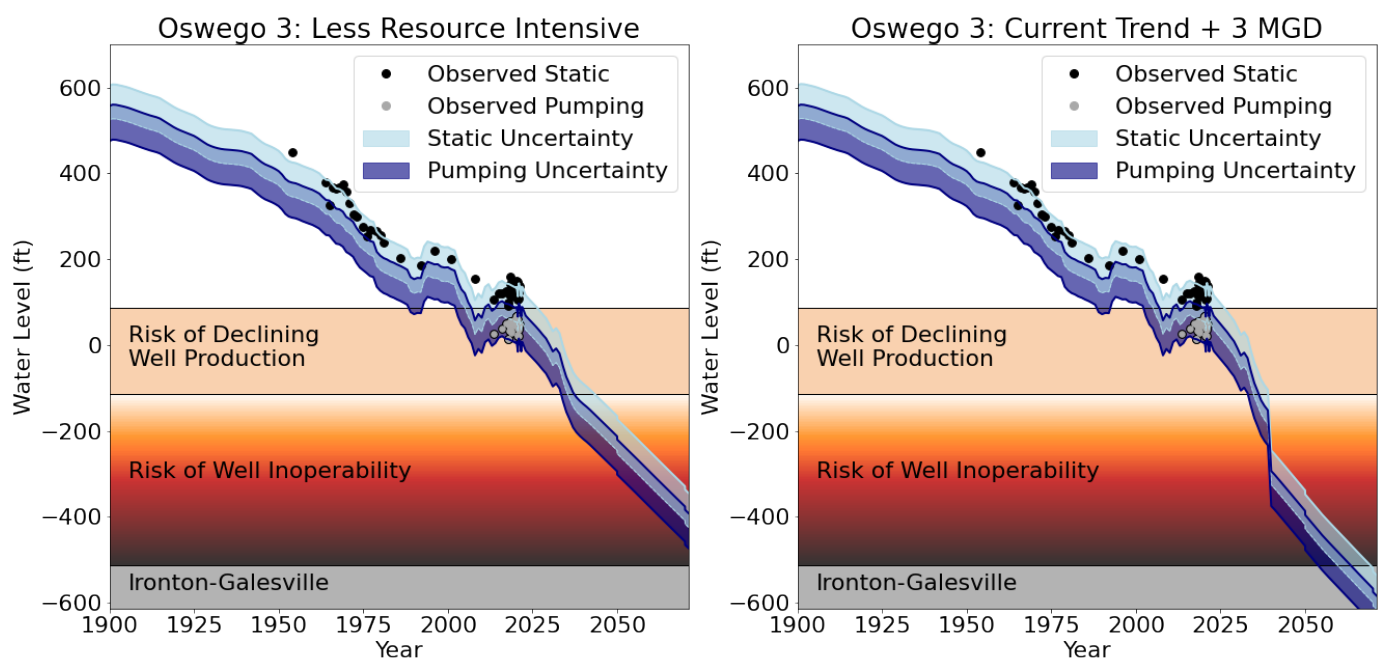 Oswego 3: Less Resource Intensive
Observed Static
Observed Pumping
Static Uncertainty
Pumping Uncertainty
Risk of Declining
Well Production
Risk of Well Inoperability
Ironton-Galesville
Water Level (ft)
600
400
200
0
−200
−400
−600
1900 1925 1950 1975 2000 2025 2050
Year
Oswego 3: Current Trend + 3 MGD
Observed Static
Observed Pumping
Static Uncertainty
Pumping Uncertainty
Risk of Declining
Well Production
Risk of Well Inoperability
Ironton-Galesville
Water Level (ft)
600
400
200
0
−200
−400
−600
1900 1925 1950 1975 2000 2025 2050
Year